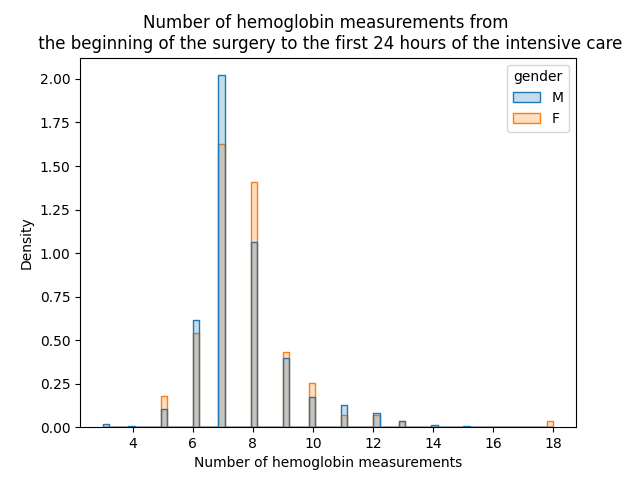 Number of hemoglobin measurements from
the beginning of the surgery to the first 24 hours of the intensive care
gender
M
F
Density
2.00
1.75
1.50
1.25
1.00
0.75
0.50
0.25
0.00
4 6 8 10 12 14 16 18
Number of hemoglobin measurements